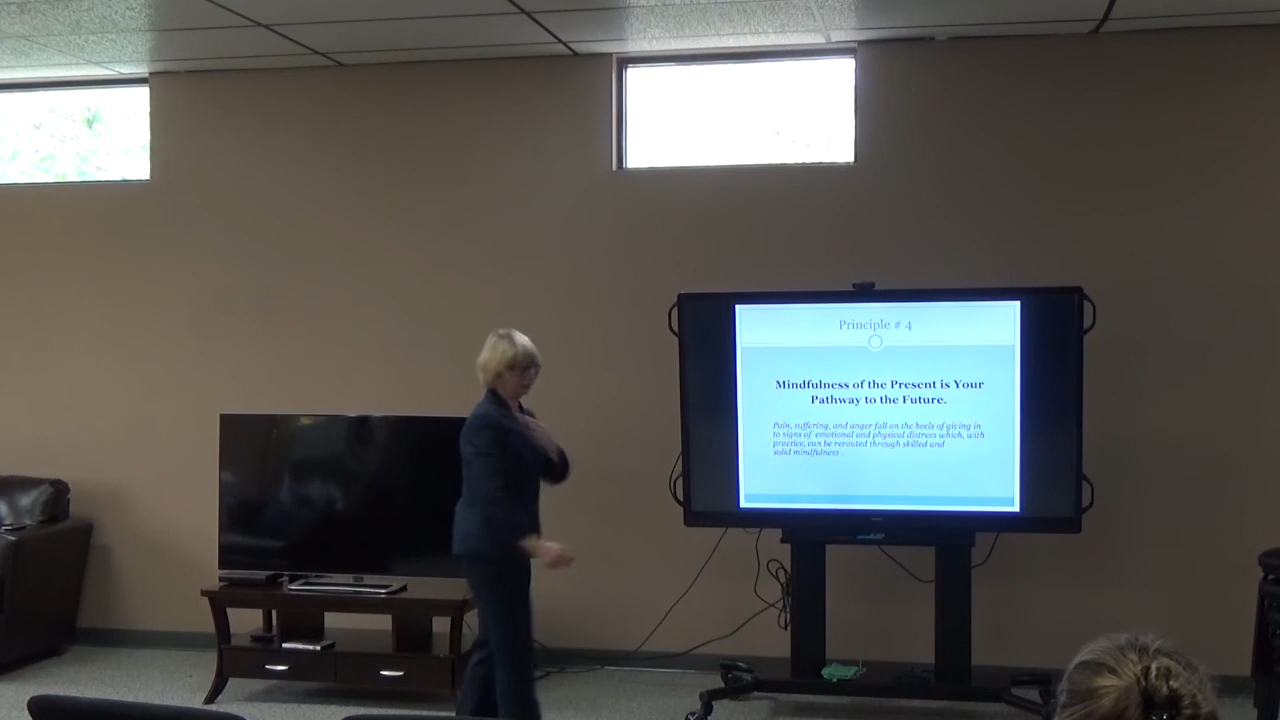 Principle # 4
Mindfulness of the Present is Your
Pathway to the Future.
Pain, suffering, and anger fall on the heels of giving in
to signs of emotional and physical distress which, with
practice, can be rerouted through skilled and
solid mindfulness .